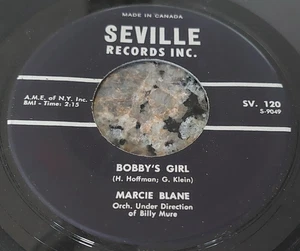 MADE IN CANADA
SEVILLE
RECORDS INC.
A.M.E. of N.Y. Inc.-
BMI - Time: 2:15
SV. 120
S-9049
BOBBY'S GIRL
(H. Hoffman; G. Klein)
MARCIE BLANE
Orch. Under Direction
of Billy Mure